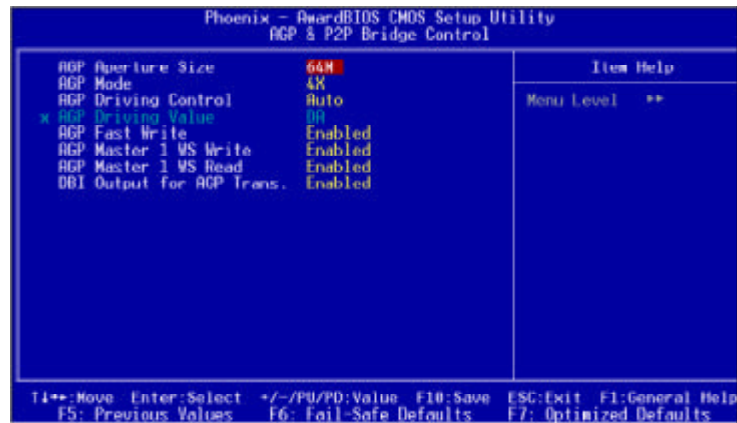 Phoenix - AwardBIOS CMOS Setup Utility
AGP & P2P Bridge Control
AGP Aperture Size 64M
Item Help
AGP Mode 4X
AGP Driving Control Auto
Menu Level ▸▸
x AGP Driving Value DA
AGP Fast Write Enabled
AGP Master 1 WS Write Enabled
AGP Master 1 WS Read Enabled
DBI Output for AGP Trans. Enabled
↑↓→←:Move Enter:Select +/-/PU/PD:Value F10:Save ESC:Exit F1:General Help
F5: Previous Values F6: Fail-Safe Defaults F7: Optimized Defaults